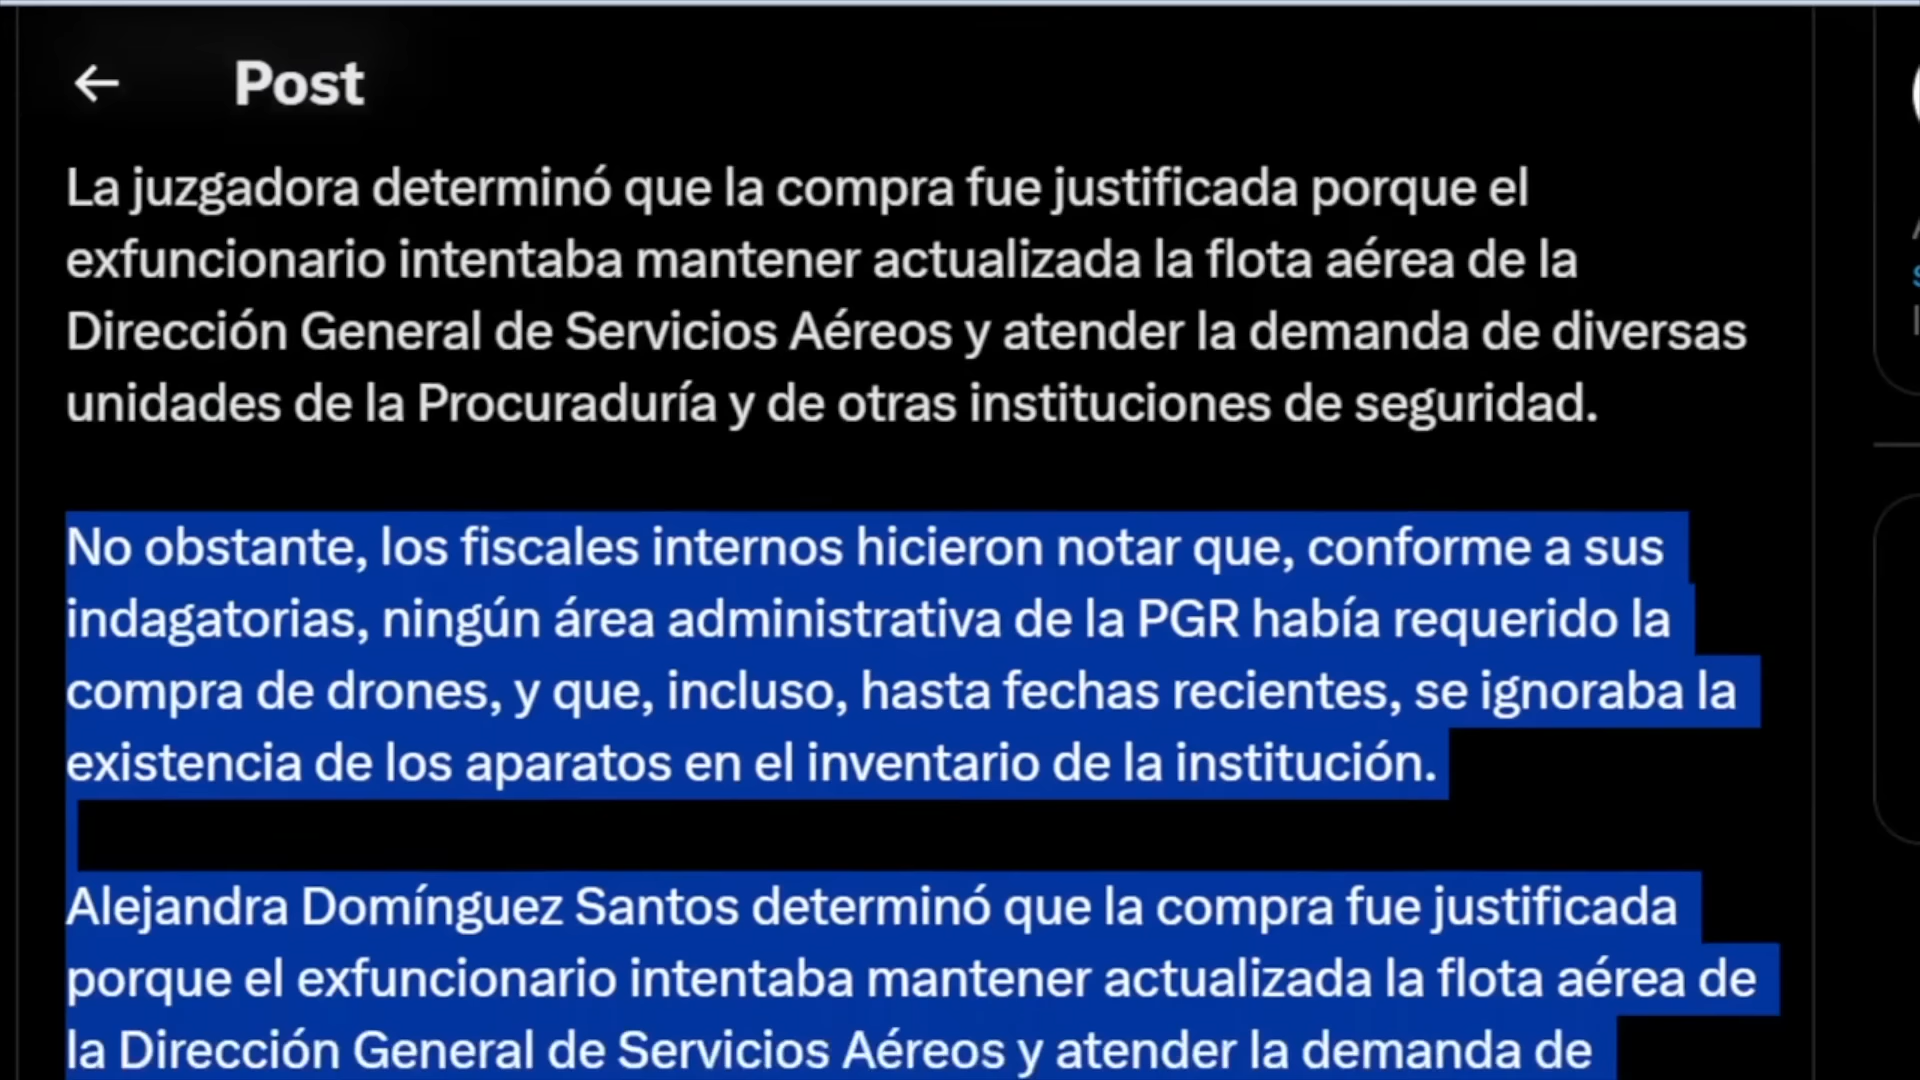 Post
La juzgadora determinó que la compra fue justificada porque el
exfuncionario intentaba mantener actualizada la flota aérea de la
Dirección General de Servicios Aéreos y atender la demanda de diversas
unidades de la Procuraduría y de otras instituciones de seguridad.
No obstante, los fiscales internos hicieron notar que, conforme a sus
indagatorias, ningún área administrativa de la PGR había requerido la
compra de drones, y que, incluso, hasta fechas recientes, se ignoraba la
existencia de los aparatos en el inventario de la institución.
Alejandra Domínguez Santos determinó que la compra fue justificada
porque el exfuncionario intentaba mantener actualizada la flota aérea de
la Dirección General de Servicios Aéreos y atender la demanda de